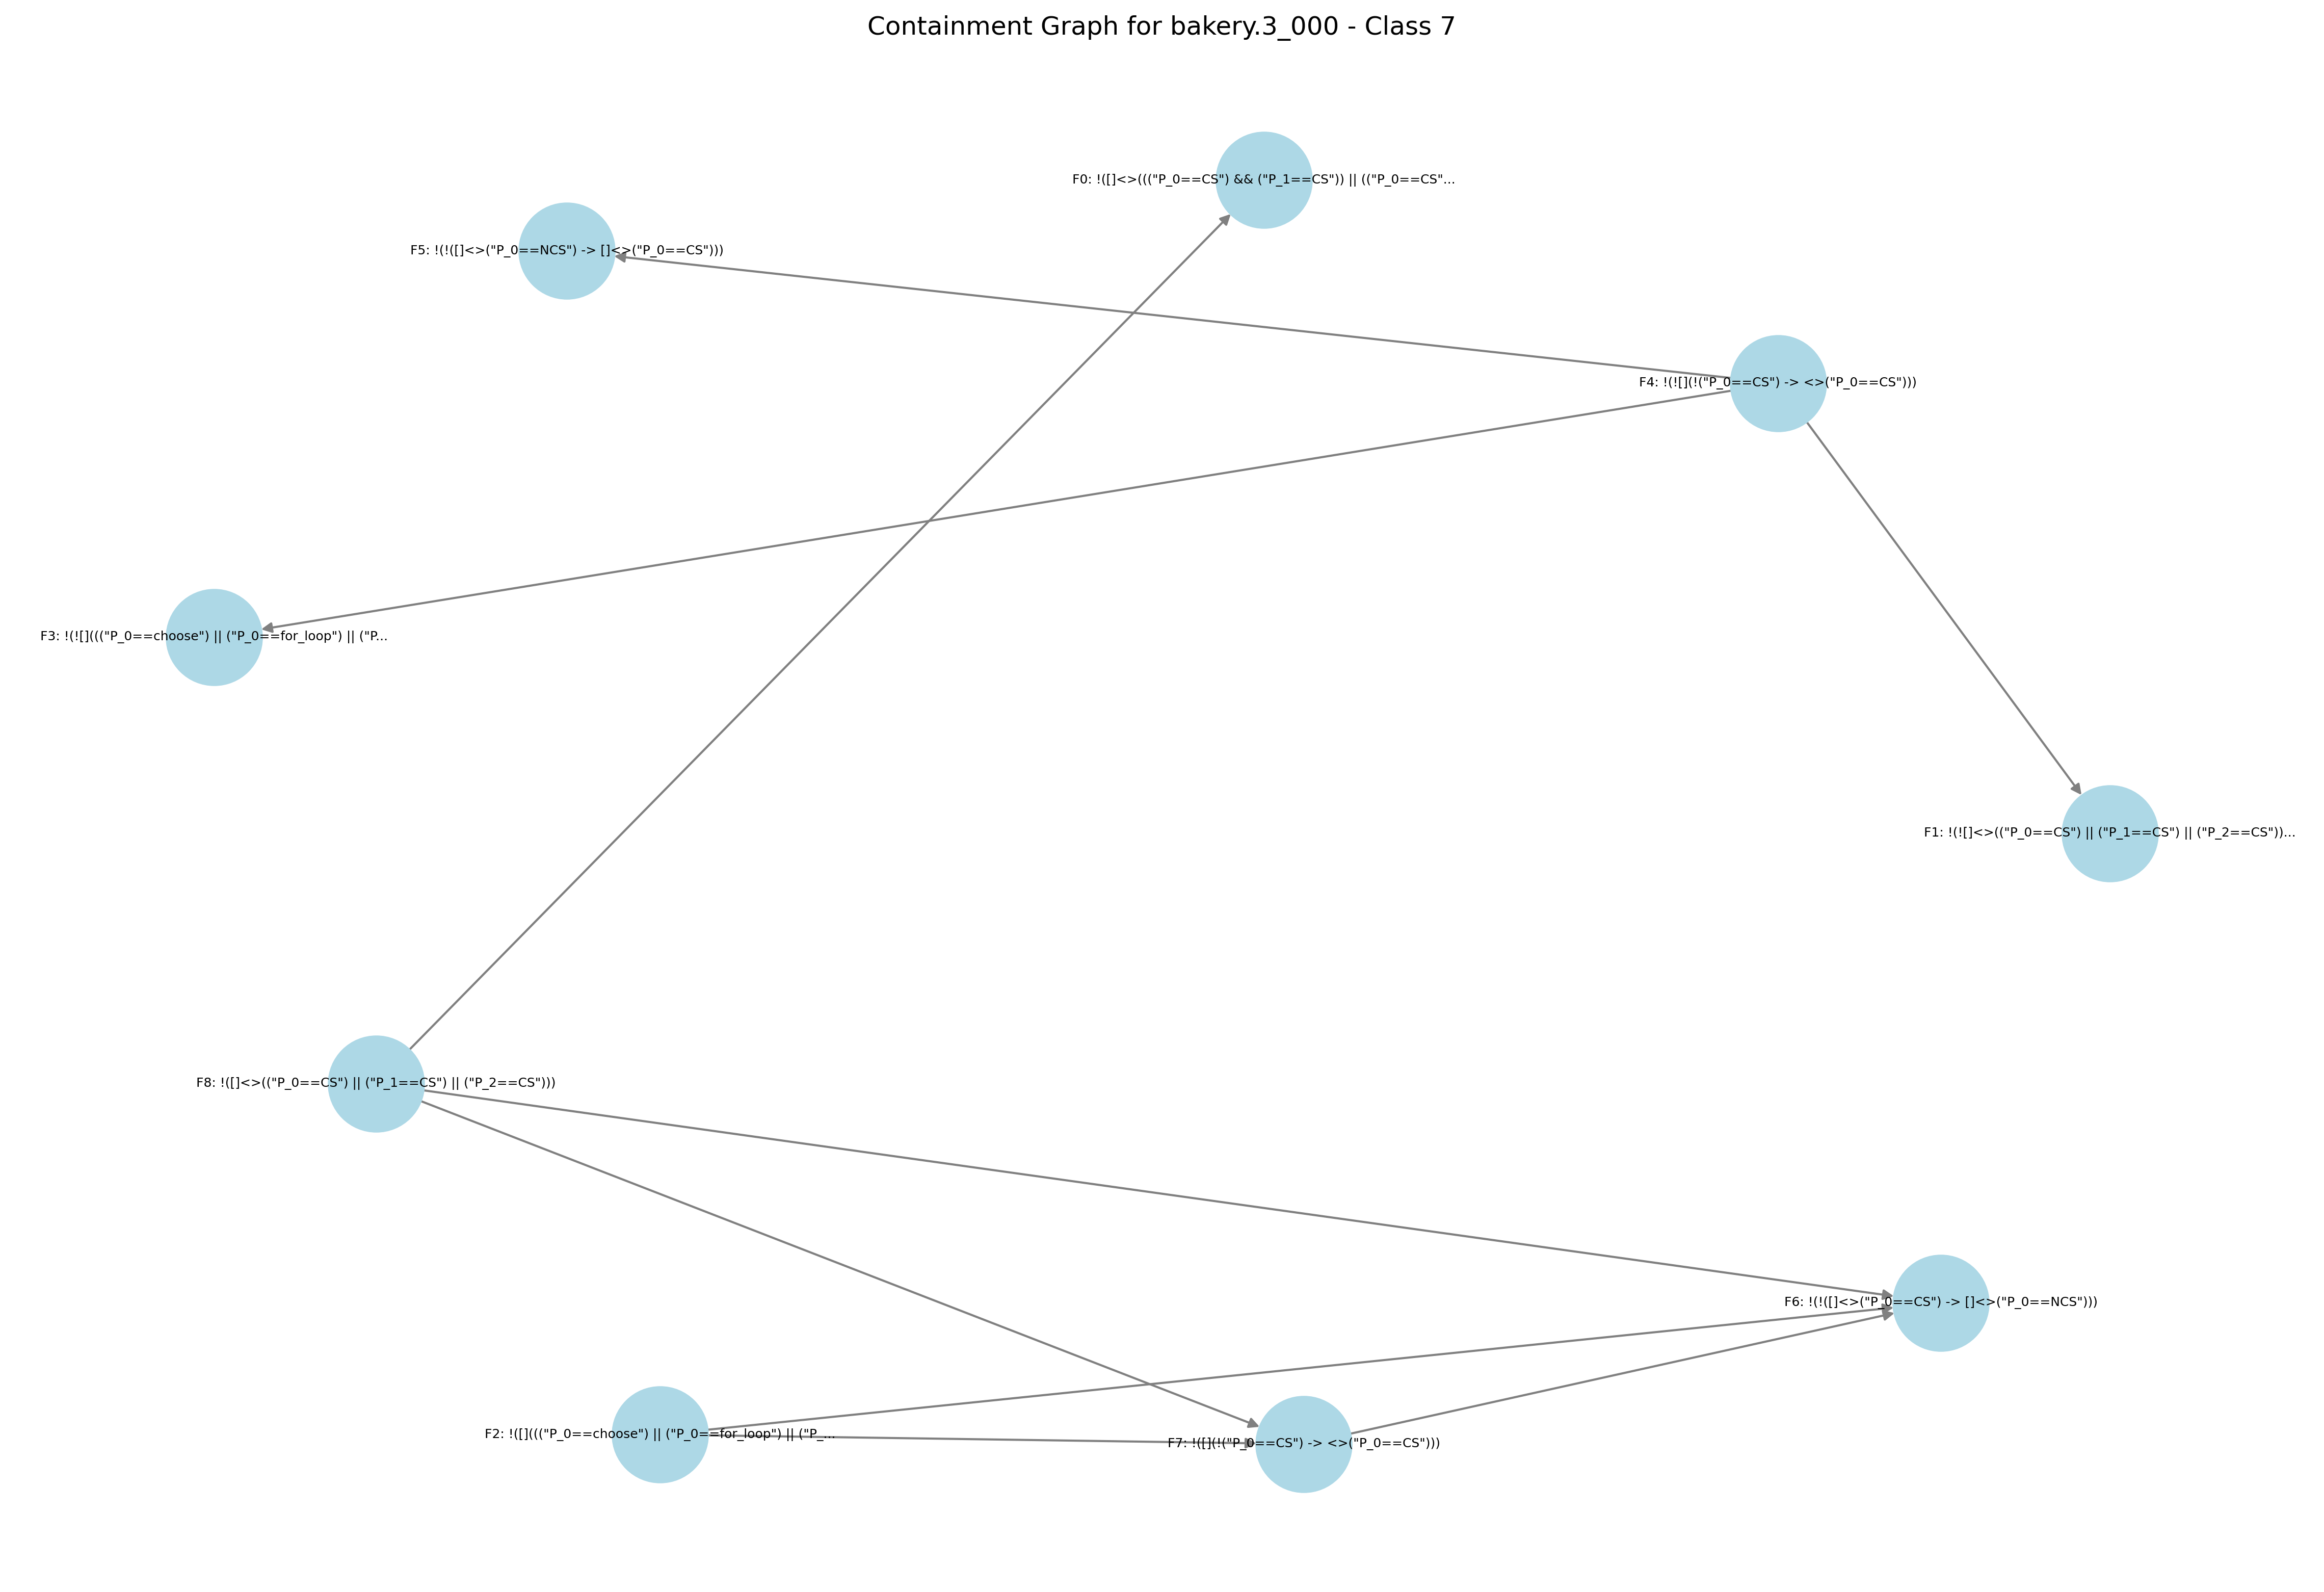 Containment Graph for bakery.3_000 - Class 7
F0: !([]<>((("P_0==CS") && ("P_1==CS")) || (("P_0==CS"...
F5: !(!([]<>("P_0==NCS") -> []<>("P_0==CS")))
F4: !(![](!("P_0==CS") -> <>("P_0==CS")))
F3: !(![]((("P_0==choose") || ("P_0==for_loop") || ("P...
F1: !(![]<>(("P_0==CS") || ("P_1==CS") || ("P_2==CS"))...
F8: !([]<>(("P_0==CS") || ("P_1==CS") || ("P_2==CS")))
F6: !(!([]<>("P_0==CS") -> []<>("P_0==NCS")))
F2: !([]((("P_0==choose") || ("P_0==for_loop") || ("P_...
F7: !([](!("P_0==CS") -> <>("P_0==CS")))